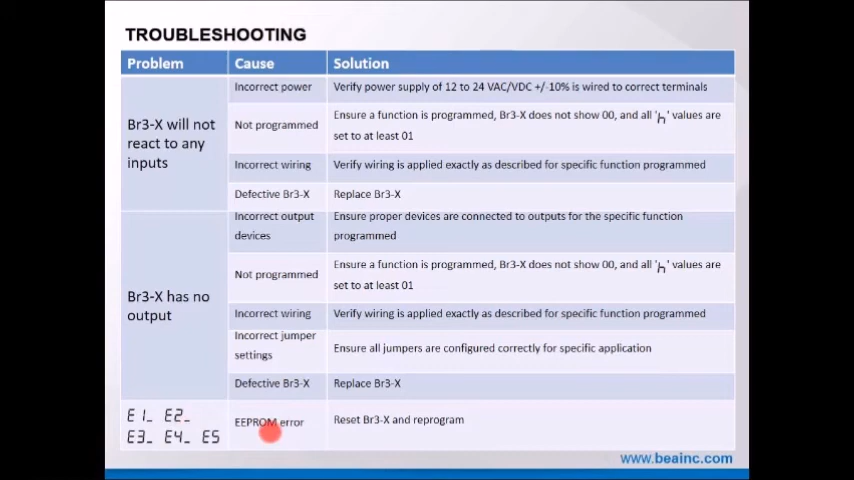 TROUBLESHOOTING
Problem Cause Solution
Br3-X will not
react to any
inputs
Incorrect power Verify power supply of 12 to 24 VAC/VDC +/-10% is wired to correct terminals
Not programmed
Ensure a function is programmed, Br3-X does not show 00, and all 'h' values are
set to at least 01
Incorrect wiring Verify wiring is applied exactly as described for specific function programmed
Defective Br3-X Replace Br3-X
Br3-X has no
output
Incorrect output
devices
Ensure proper devices are connected to outputs for the specific function
programmed
Not programmed
Ensure a function is programmed, Br3-X does not show 00, and all 'h' values are
set to at least 01
Incorrect wiring Verify wiring is applied exactly as described for specific function programmed
Incorrect jumper
settings
Ensure all jumpers are configured correctly for specific application
Defective Br3-X Replace Br3-X
E1_ E2_
E3_ E4_ E5
EEPROM error Reset Br3-X and reprogram
www.beainc.com